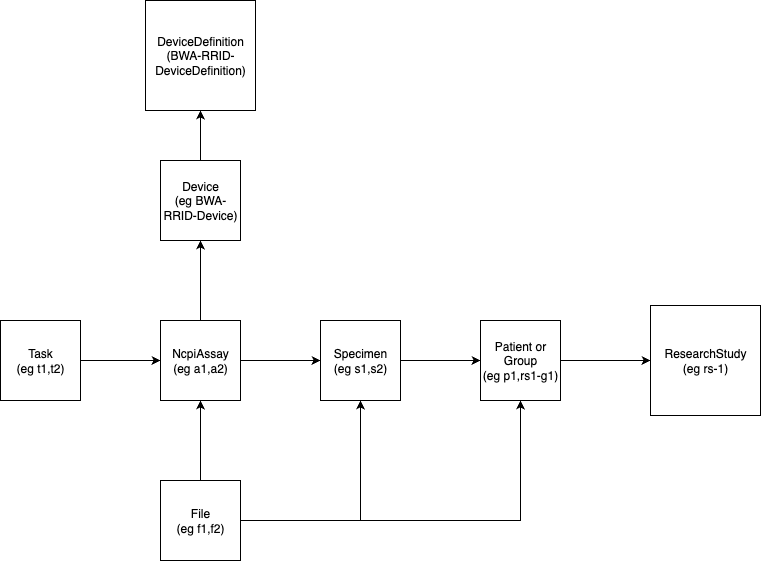 DeviceDefinition
(BWA-RRID-
DeviceDefinition)
Device
(eg BWA-
RRID-Device)
Task
(eg t1,t2)
NcpiAssay
(eg a1,a2)
Specimen
(eg s1,s2)
Patient or
Group
(eg p1,rs1-g1)
ResearchStudy
(eg rs-1)
File
(eg f1,f2)